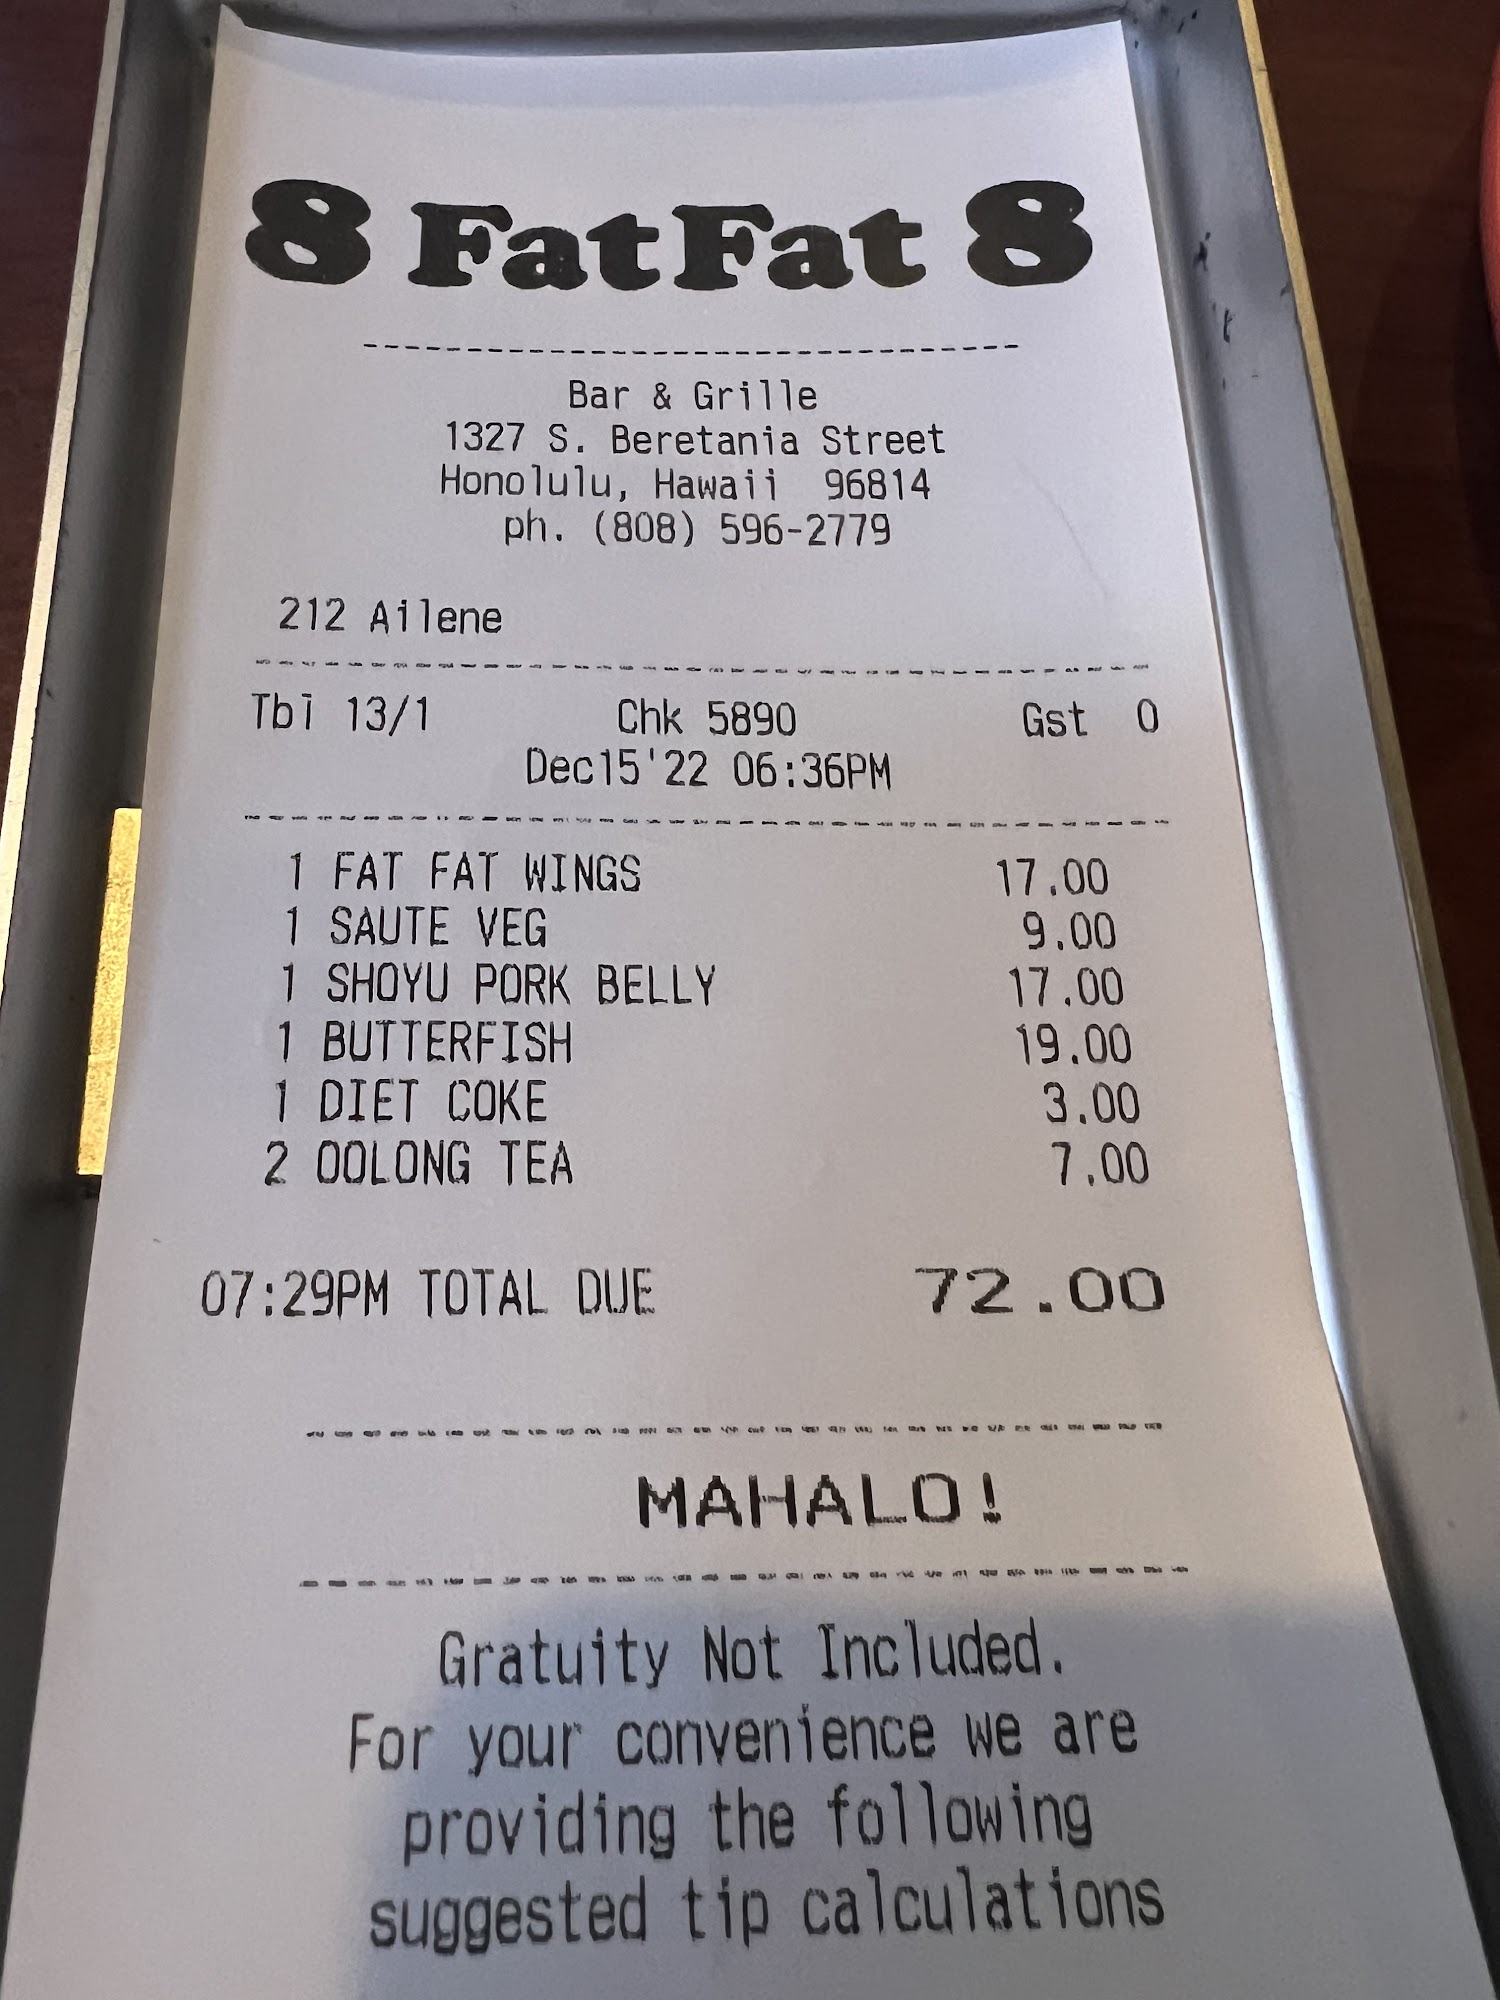 8 FatFat 8
Bar & Grille
1327 S. Beretania Street
Honolulu, Hawaii 96814
ph. (808) 596-2779
212 Ailene
Tbl 13/1 Chk 5890 Gst 0
Dec15'22 06:36PM
1 FAT FAT WINGS 17.00
1 SAUTE VEG 9.00
1 SHOYU PORK BELLY 17.00
1 BUTTERFISH 19.00
1 DIET COKE 3.00
2 OOLONG TEA 7.00
07:29PM TOTAL DUE 72.00
MAHALO!
Gratuity Not Included.
For your convenience we are
providing the following
suggested tip calculations